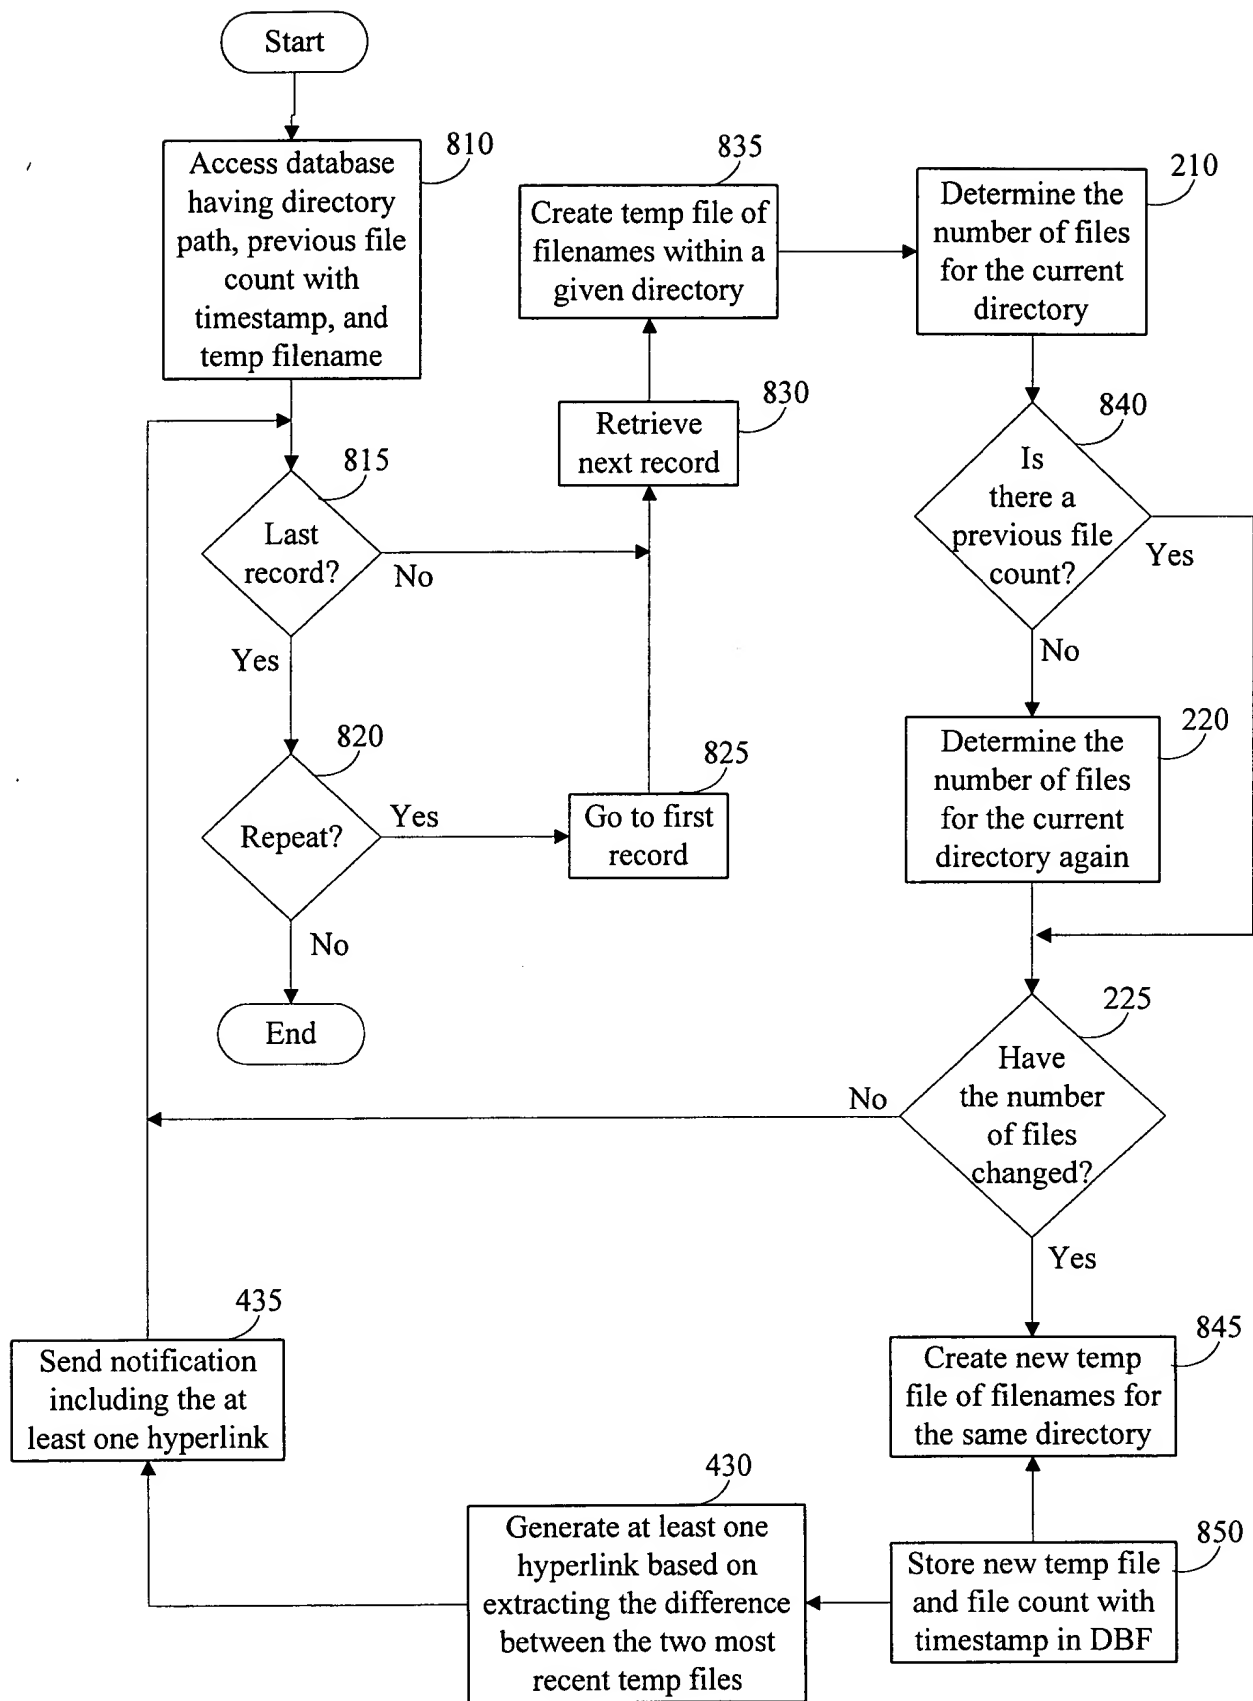 Start
810
Access database
having directory
path, previous file
count with
timestamp, and
temp filename
815
Last
record?
No
Yes
820
Repeat?
Yes
No
End
825
Go to first
record
830
Retrieve
next record
835
Create temp file of
filenames within a
given directory
210
Determine the
number of files
for the current
directory
840
Is
there a
previous file
count?
Yes
No
220
Determine the
number of files
for the current
directory again
225
Have
the number
of files
changed?
No
Yes
845
Create new temp
file of filenames for
the same directory
850
Store new temp file
and file count with
timestamp in DBF
430
Generate at least one
hyperlink based on
extracting the difference
between the two most
recent temp files
435
Send notification
including the at
least one hyperlink